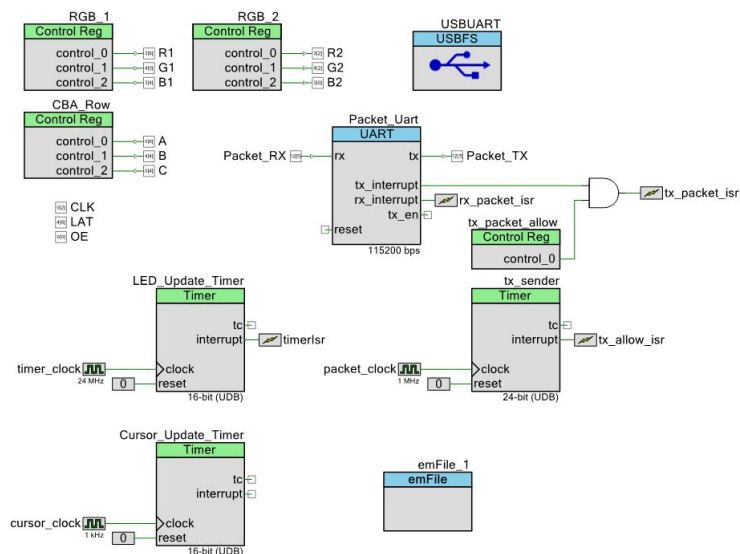 RGB_1
Control Reg
control_0 R1
control_1 G1
control_2 B1
RGB_2
Control Reg
control_0 R2
control_1 G2
control_2 B2
USBUART
USBFS
CBA_Row
Control Reg
control_0 A
control_1 B
control_2 C
CLK
LAT
OE
Packet_Uart
UART
Packet_RX rx tx Packet_TX
tx_interrupt
rx_interrupt rx_packet_isr
tx_en
reset
115200 bps
tx_packet_isr
tx_packet_allow
Control Reg
control_0
LED_Update_Timer
Timer
tc
interrupt timerIsr
timer_clock clock
24 MHz
0 reset
16-bit (UDB)
tx_sender
Timer
tc
interrupt tx_allow_isr
packet_clock clock
1 MHz
0 reset
24-bit (UDB)
Cursor_Update_Timer
Timer
tc
interrupt
cursor_clock clock
1 kHz
0 reset
16-bit (UDB)
emFile_1
emFile